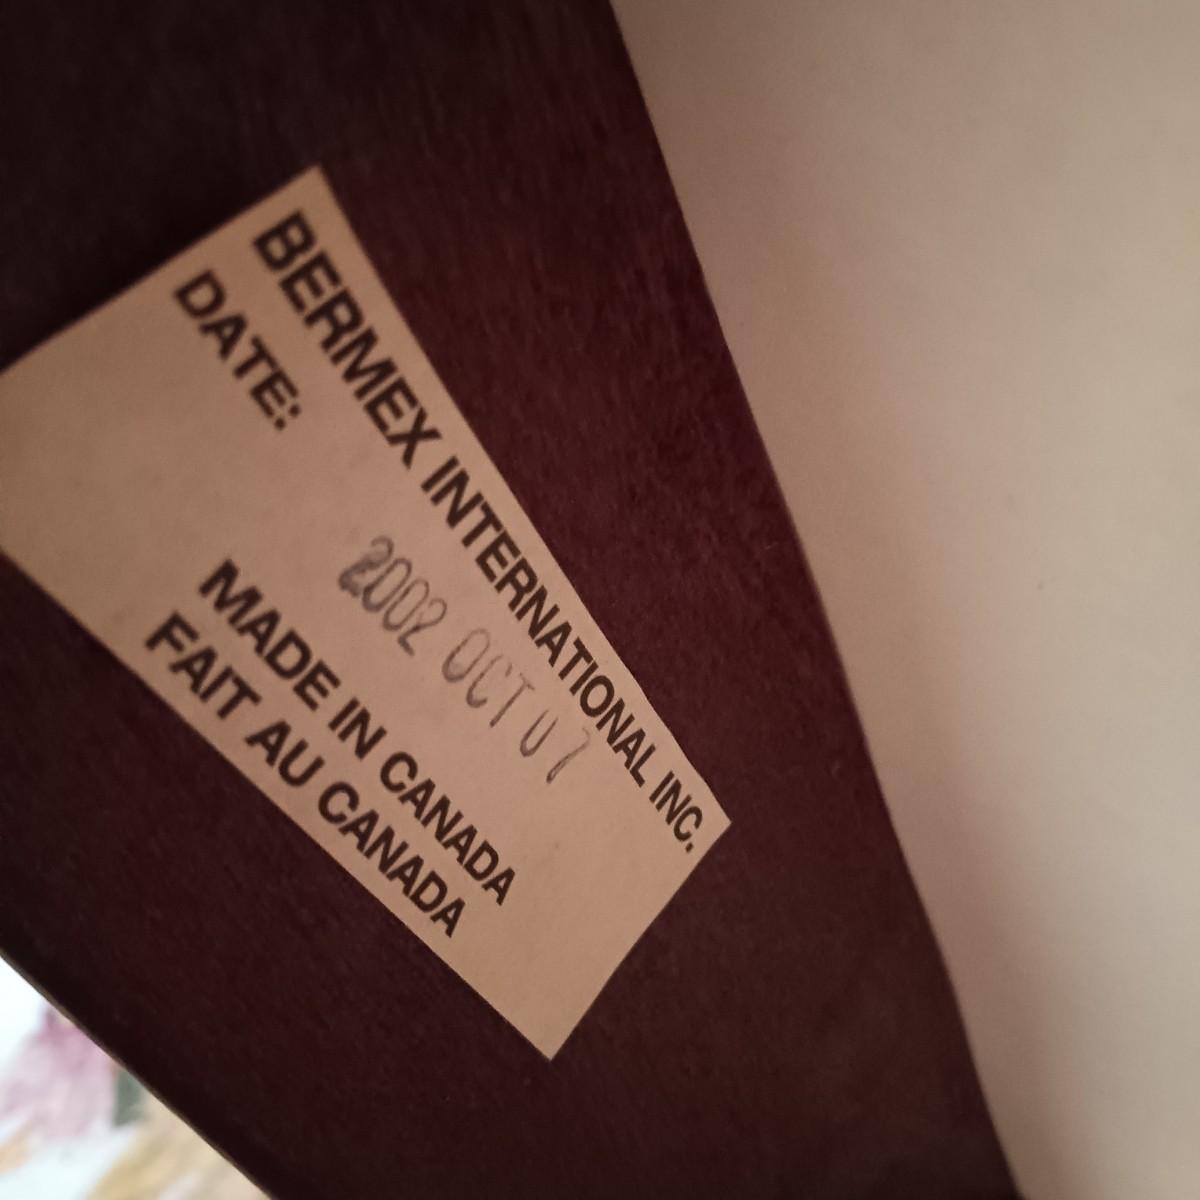 BERMEX INTERNATIONAL INC.
DATE:
2002 OCT 07
MADE IN CANADA
FAIT AU CANADA